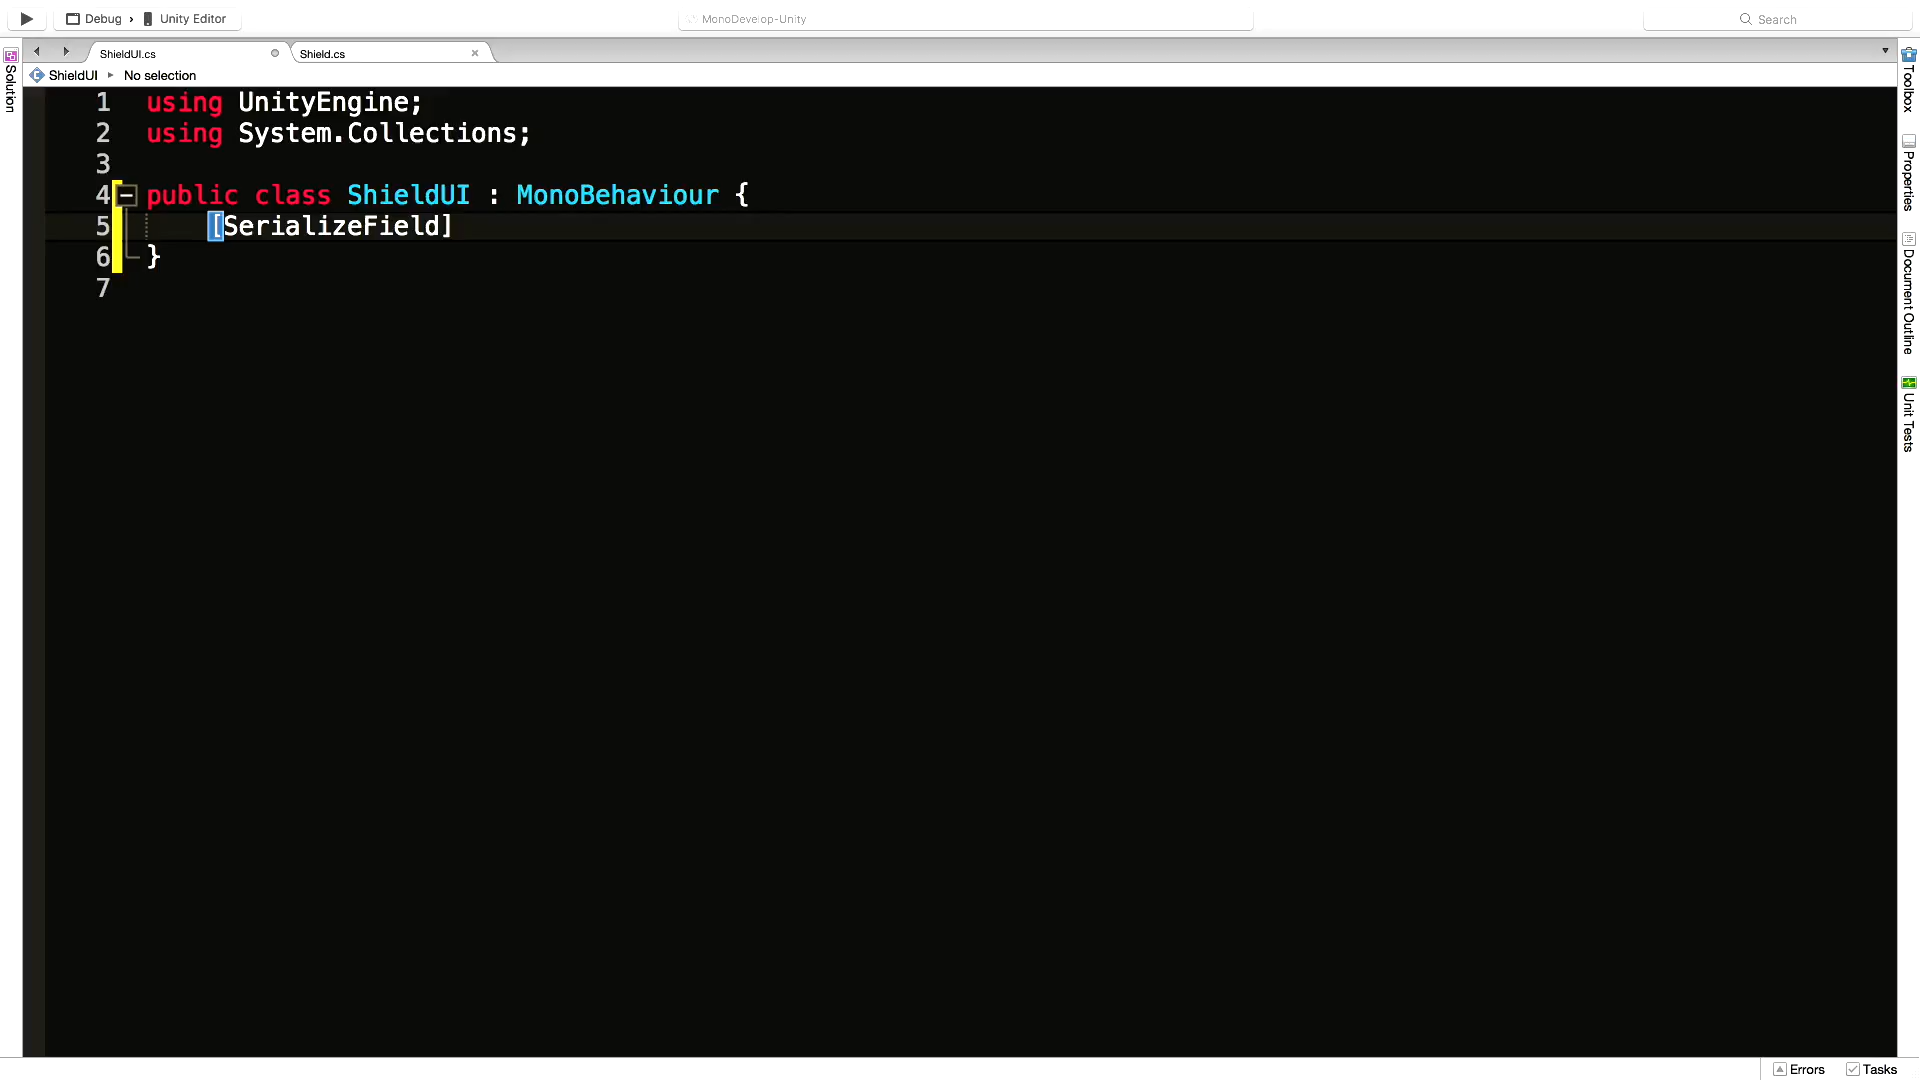 Debug › Unity Editor
MonoDevelop-Unity
Search
ShieldUI.cs
Shield.cs
ShieldUI ▸ No selection
Solution
Toolbox
Properties
Document Outline
Unit Tests
1 using UnityEngine;
2 using System.Collections;
3
4 public class ShieldUI : MonoBehaviour {
5 [SerializeField]
6 }
7
Errors
Tasks